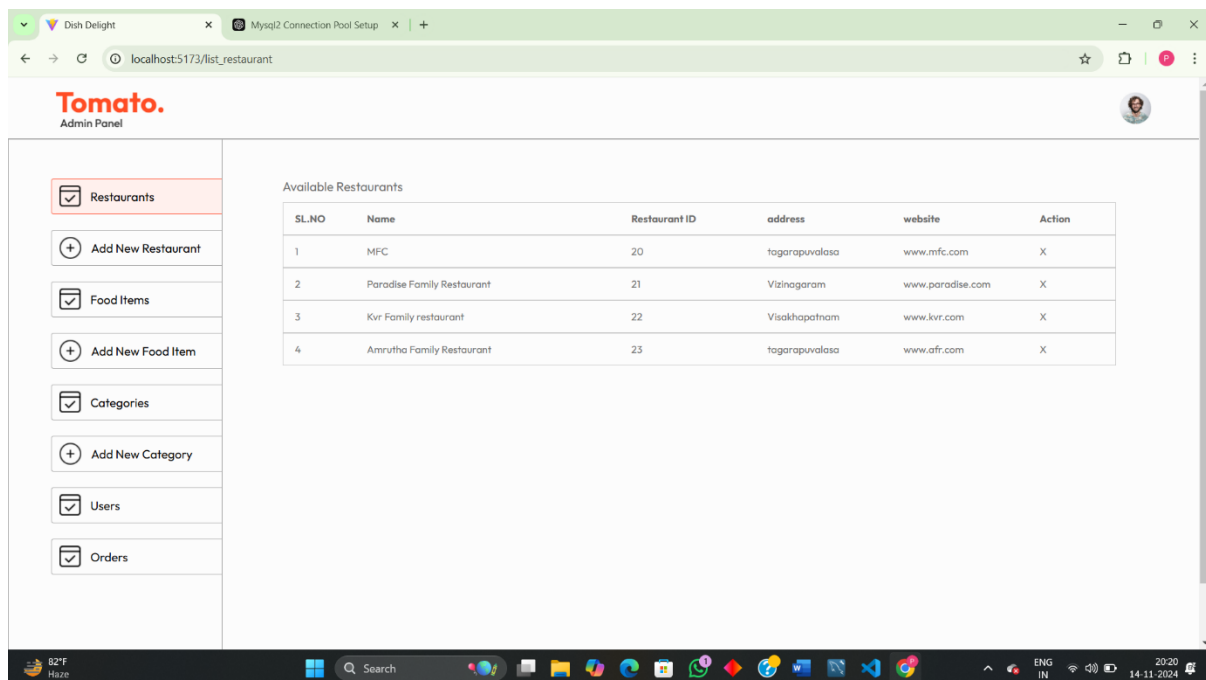 Dish Delight
Mysql2 Connection Pool Setup
localhost:5173/list_restaurant
P
Tomato.
Admin Panel
Restaurants
Add New Restaurant
Food Items
Add New Food Item
Categories
Add New Category
Users
Orders
Available Restaurants
SL.NO Name Restaurant ID address website Action
1 MFC 20 tagarapuvalasa www.mfc.com X
2 Paradise Family Restaurant 21 Vizinagaram www.paradise.com X
3 Kvr Family restaurant 22 Visakhapatnam www.kvr.com X
4 Amrutha Family Restaurant 23 tagarapuvalasa www.afr.com X
82°F
Haze
Search
1
ENG
IN
20:20
14-11-2024